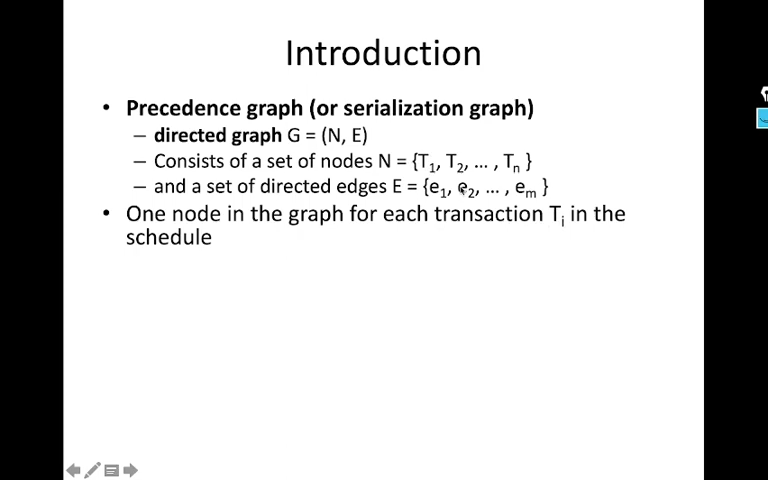 Introduction
• Precedence graph (or serialization graph)
– directed graph G = (N, E)
– Consists of a set of nodes N = {T₁, T₂, … , Tₙ }
– and a set of directed edges E = {e₁, e₂, … , eₘ }
• One node in the graph for each transaction Tᵢ in the
schedule